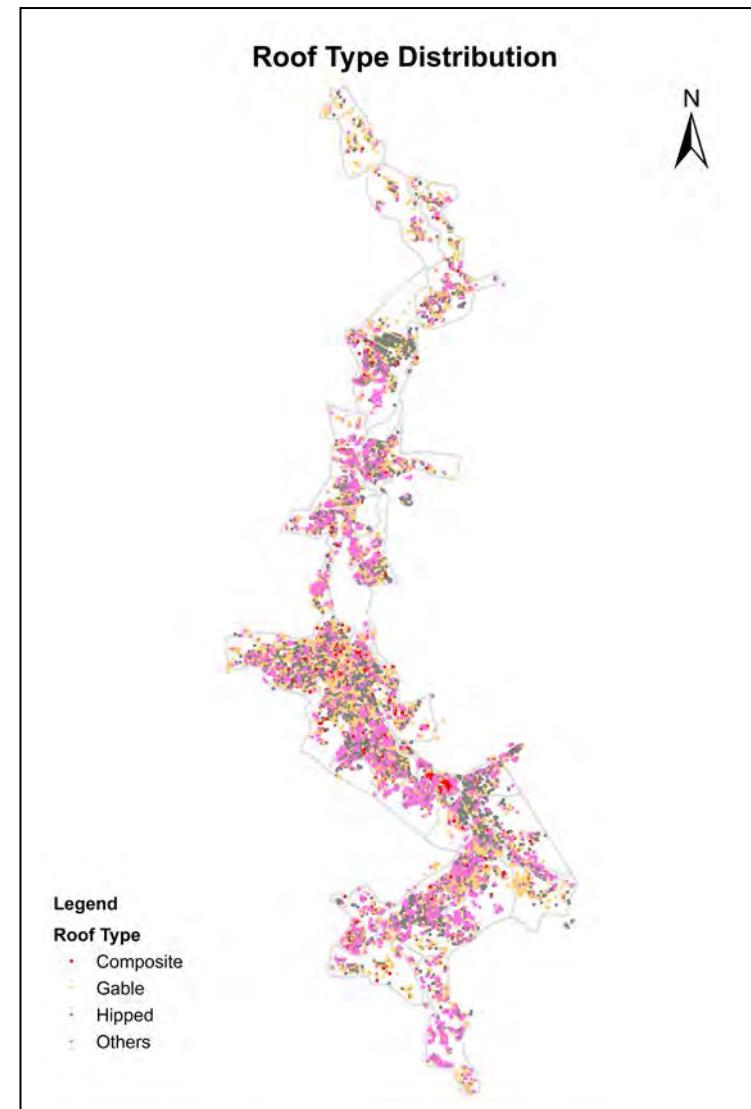 Roof Type Distribution
N
Legend
Roof Type
Composite
Gable
Hipped
Others